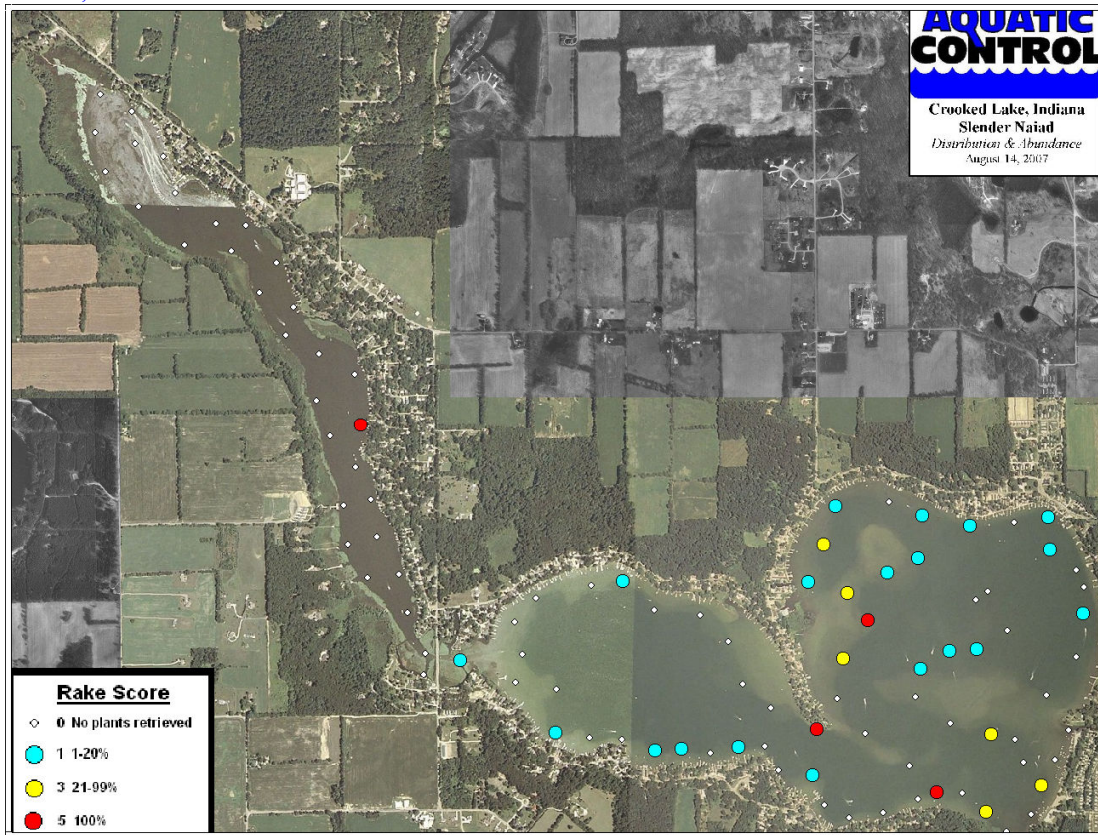 AQUATIC
CONTROL
Crooked Lake, Indiana
Slender Naiad
Distribution & Abundance
August 14, 2007
Rake Score
0 No plants retrieved
1 1-20%
3 21-99%
5 100%